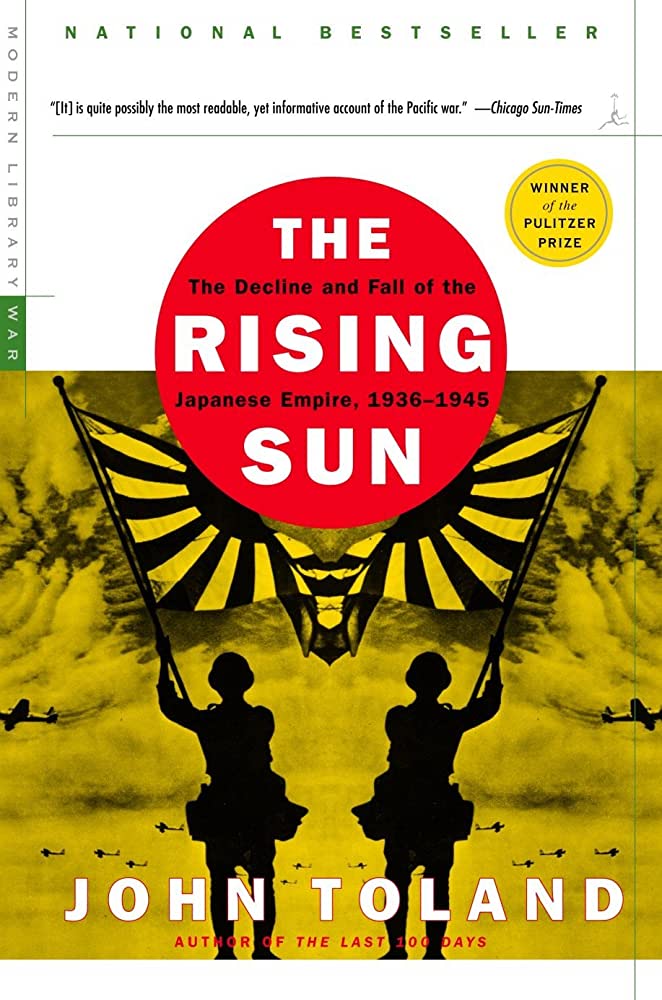 NATIONAL BESTSELLER
MODERN LIBRARY WAR
“[It] is quite possibly the most readable, yet informative account of the Pacific war.” —Chicago Sun-Times
WINNER
of the
PULITZER
PRIZE
THE
The Decline and Fall of the
RISING
Japanese Empire, 1936–1945
SUN
JOHN TOLAND
AUTHOR OF THE LAST 100 DAYS